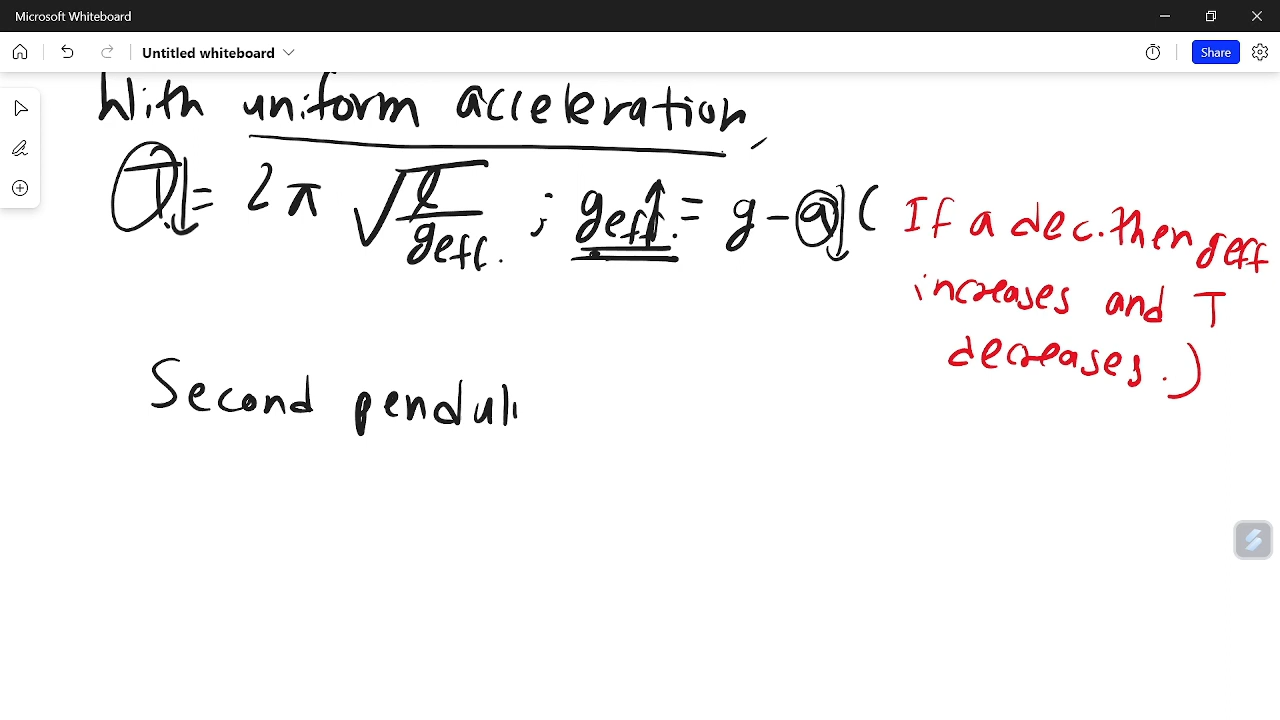 Microsoft Whiteboard
Untitled whiteboard
Share
With uniform acceleration,
T↓ = 2π √(l/geff.) ; geff.↑ = g - a↓ (If a dec. then geff
increases and T
decreases.)
Second pendul